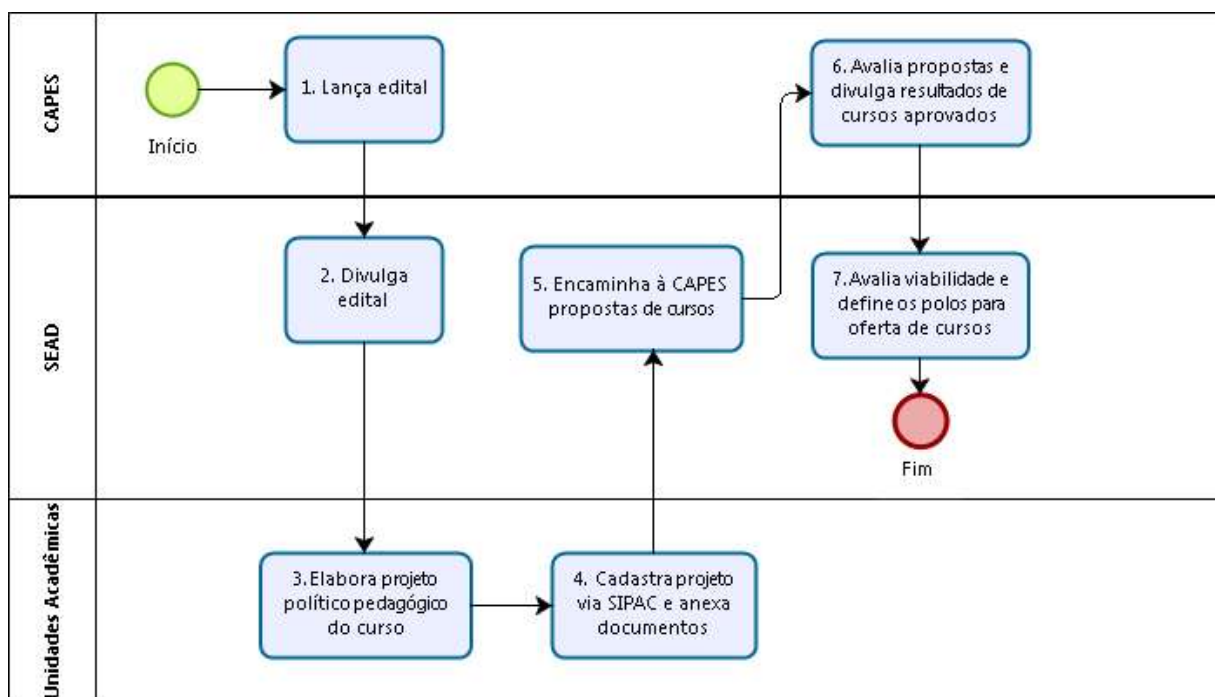 CAPES
Início
1. Lança edital
6. Avalia propostas e
divulga resultados de
cursos aprovados
SEAD
2. Divulga
edital
5. Encaminha à CAPES
propostas de cursos
7. Avalia viabilidade e
define os polos para
oferta de cursos
Fim
Unidades Acadêmicas
3. Elabora projeto
político pedagógico
do curso
4. Cadastra projeto
via SIPAC e anexa
documentos